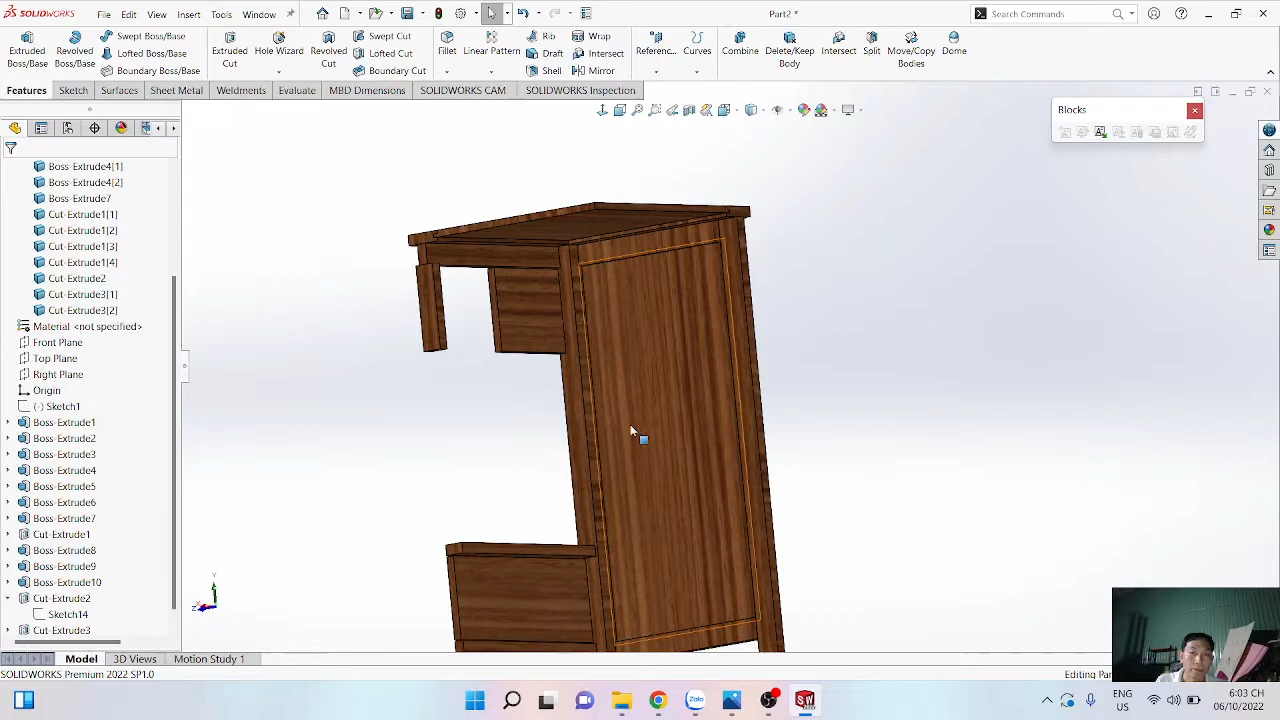 SOLIDWORKS File Edit View Insert Tools Window Part2 * Search Commands
Extruded Boss/Base
Revolved Boss/Base
Swept Boss/Base
Lofted Boss/Base
Boundary Boss/Base
Extruded Cut
Hole Wizard
Revolved Cut
Swept Cut
Lofted Cut
Boundary Cut
Fillet
Linear Pattern
Rib
Draft
Shell
Wrap
Intersect
Mirror
Referenc...
Curves
Combine
Delete/Keep Body
Intersect
Split
Move/Copy Bodies
Dome
Features Sketch Surfaces Sheet Metal Weldments Evaluate MBD Dimensions SOLIDWORKS CAM SOLIDWORKS Inspection
Blocks
Boss-Extrude4[1]
Boss-Extrude4[2]
Boss-Extrude7
Cut-Extrude1[1]
Cut-Extrude1[2]
Cut-Extrude1[3]
Cut-Extrude1[4]
Cut-Extrude2
Cut-Extrude3[1]
Cut-Extrude3[2]
Material <not specified>
Front Plane
Top Plane
Right Plane
Origin
(-) Sketch1
Boss-Extrude1
Boss-Extrude2
Boss-Extrude3
Boss-Extrude4
Boss-Extrude5
Boss-Extrude6
Boss-Extrude7
Cut-Extrude1
Boss-Extrude8
Boss-Extrude9
Boss-Extrude10
Cut-Extrude2
Sketch14
Cut-Extrude3
Y
Z
Model 3D Views Motion Study 1
SOLIDWORKS Premium 2022 SP1.0 Editing Par
Zalo
SW
ENG
US
6:03 CH
06/10/2022